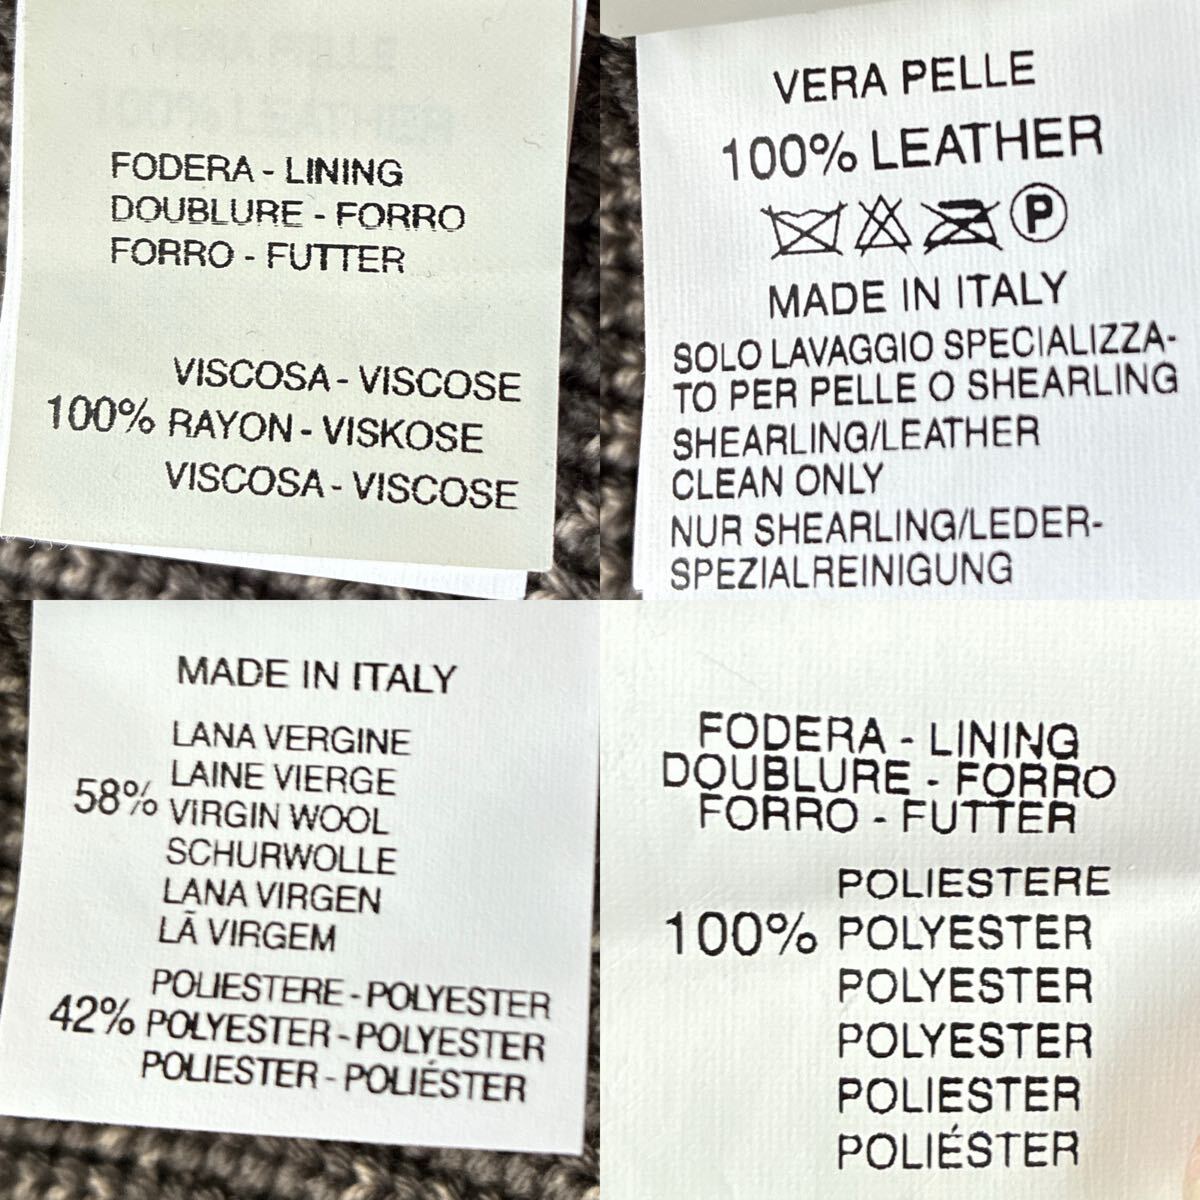 FODERA - LINING
DOUBLURE - FORRO
FORRO - FUTTER
VISCOSA - VISCOSE
100% RAYON - VISKOSE
VISCOSA - VISCOSE
VERA PELLE
100% LEATHER
P
MADE IN ITALY
SOLO LAVAGGIO SPECIALIZZA-
TO PER PELLE O SHEARLING
SHEARLING/LEATHER
CLEAN ONLY
NUR SHEARLING/LEDER-
SPEZIALREINIGUNG
MADE IN ITALY
LANA VERGINE
LAINE VIERGE
58% VIRGIN WOOL
SCHURWOLLE
LANA VIRGEN
LÃ VIRGEM
POLIESTERE - POLYESTER
42% POLYESTER - POLYESTER
POLIESTER - POLIÉSTER
FODERA - LINING
DOUBLURE - FORRO
FORRO - FUTTER
POLIESTERE
100% POLYESTER
POLYESTER
POLYESTER
POLIESTER
POLIÉSTER